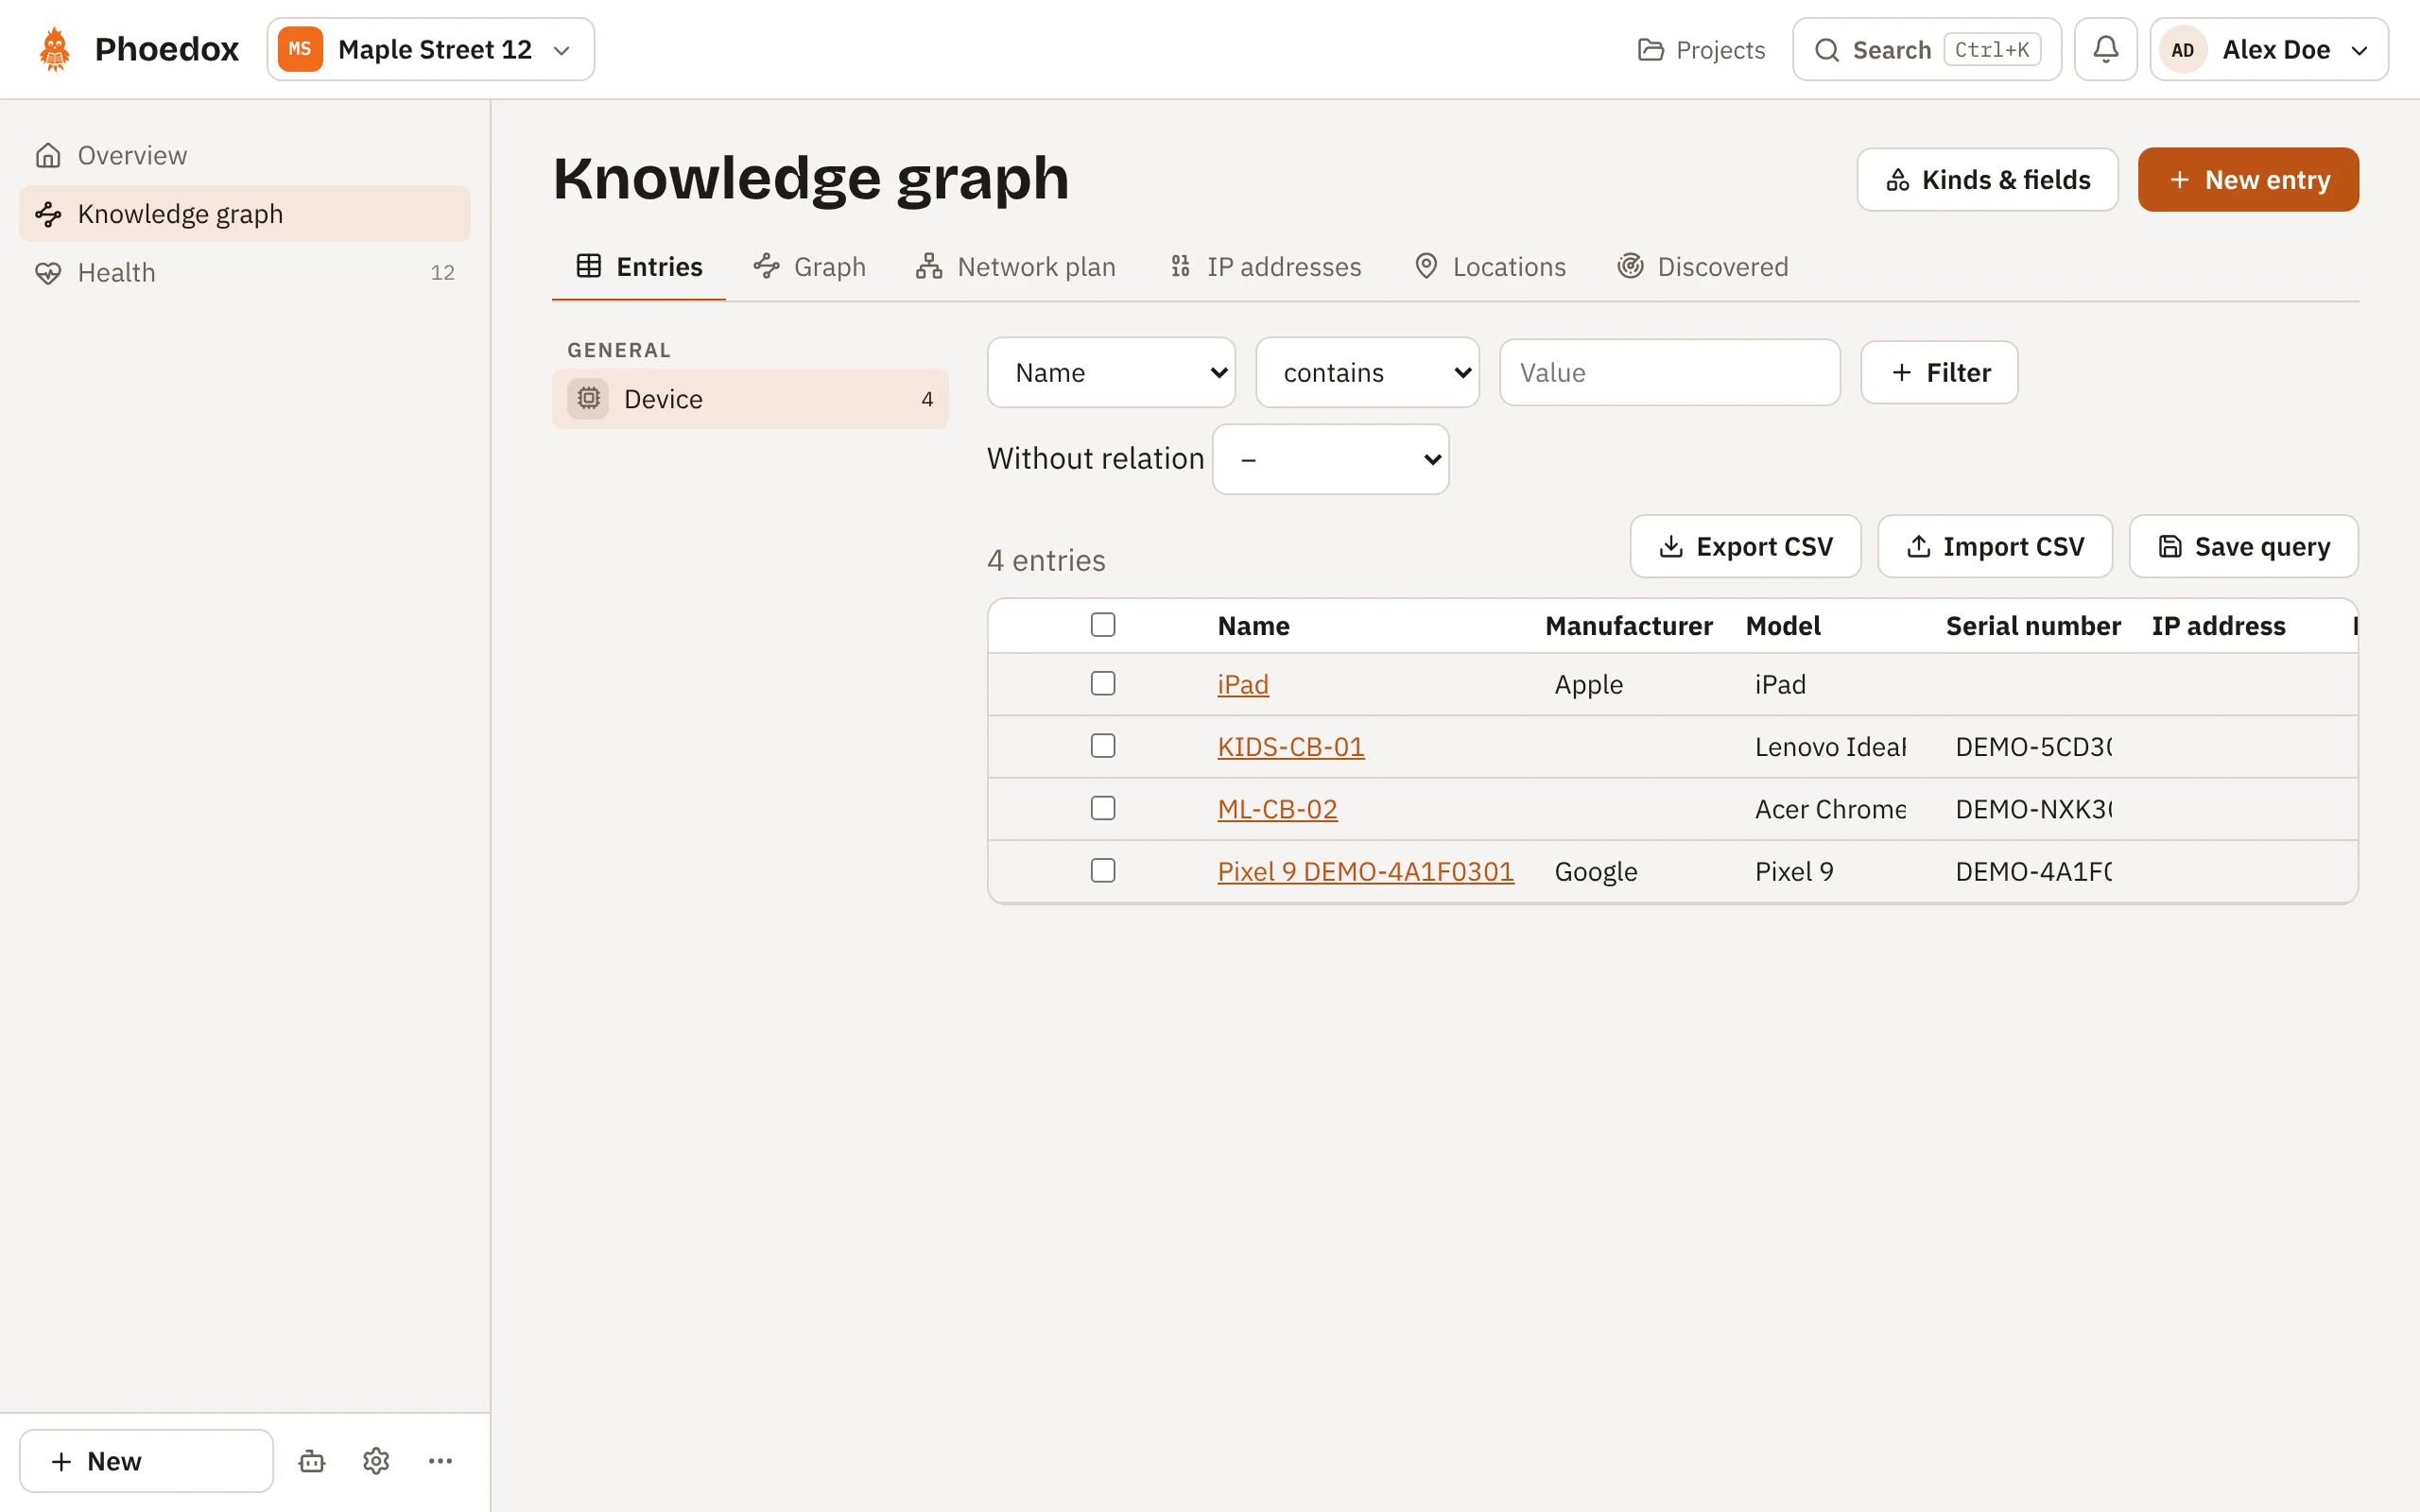 Phoedox
MS Maple Street 12
Projects
Search Ctrl+K
AD Alex Doe
Overview
Knowledge graph
Health 12
Knowledge graph
Kinds & fields
New entry
Entries Graph Network plan IP addresses Locations Discovered
GENERAL
Device 4
Name contains Value Filter
Without relation –
4 entries
Export CSV Import CSV Save query
Name Manufacturer Model Serial number IP address
iPad Apple iPad
KIDS-CB-01 Lenovo Idea DEMO-5CD3
ML-CB-02 Acer Chrome DEMO-NXK3
Pixel 9 DEMO-4A1F0301 Google Pixel 9 DEMO-4A1F
New